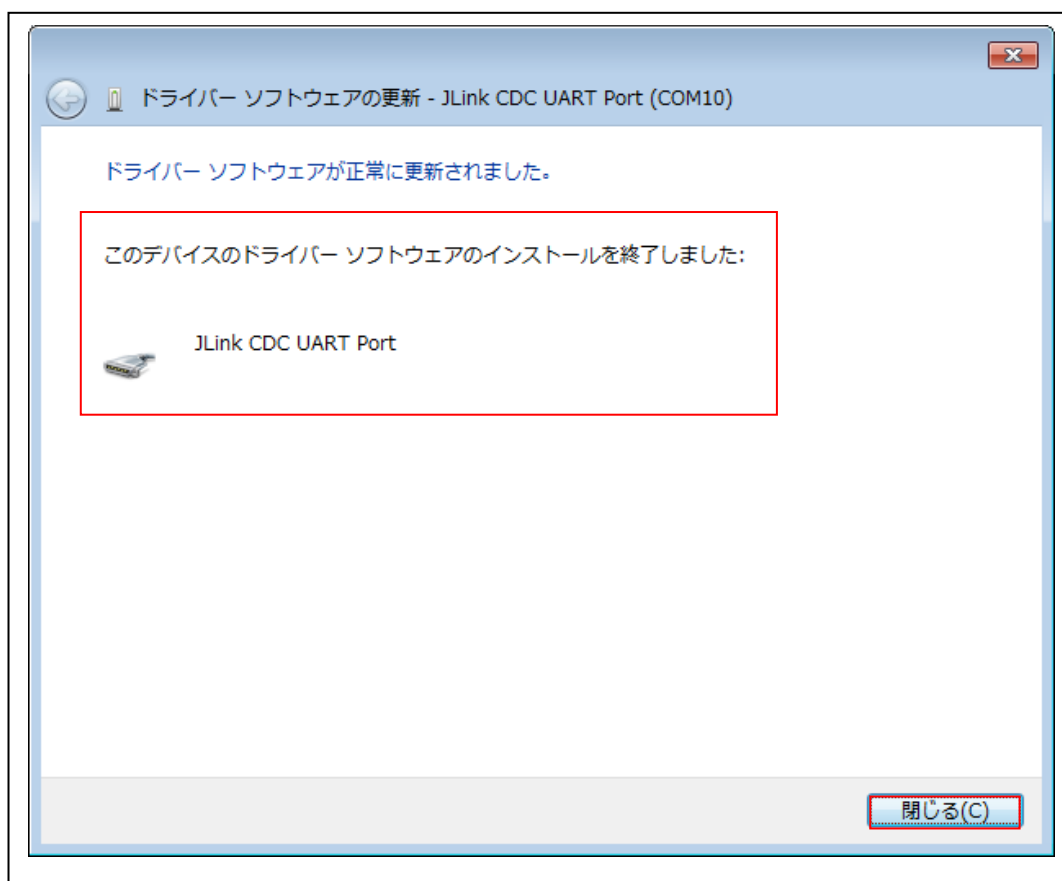 ドライバー ソフトウェアの更新 - JLink CDC UART Port (COM10)
ドライバー ソフトウェアが正常に更新されました。
このデバイスのドライバー ソフトウェアのインストールを終了しました:
JLink CDC UART Port
閉じる(C)